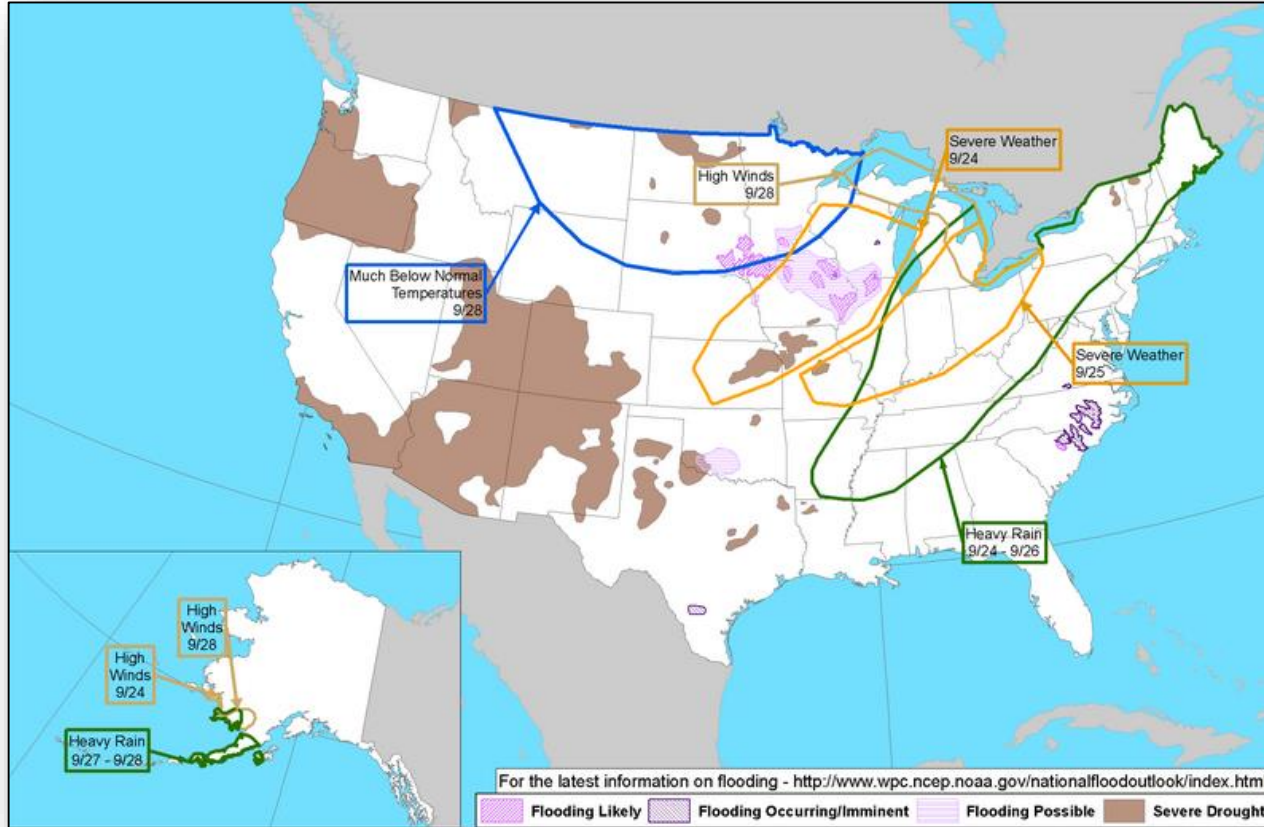 Severe Weather
9/24
High Winds
9/28
Much Below Normal
Temperatures
9/28
Severe Weather
9/25
Heavy Rain
9/24 - 9/26
High
Winds
9/28
High
Winds
9/24
Heavy Rain
9/27 - 9/28
For the latest information on flooding - http://www.wpc.ncep.noaa.gov/nationalfloodoutlook/index.htm
Flooding Likely
Flooding Occurring/Imminent
Flooding Possible
Severe Drought